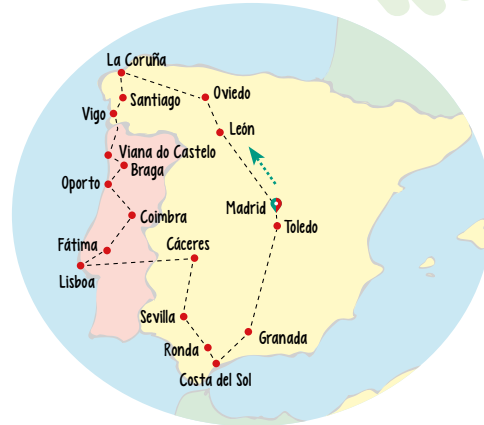 La Coruña
Oviedo
Santiago
Vigo
León
Viana do Castelo
Braga
Oporto
Madrid
Coimbra
Toledo
Fátima
Cáceres
Lisboa
Sevilla
Granada
Ronda
Costa del Sol